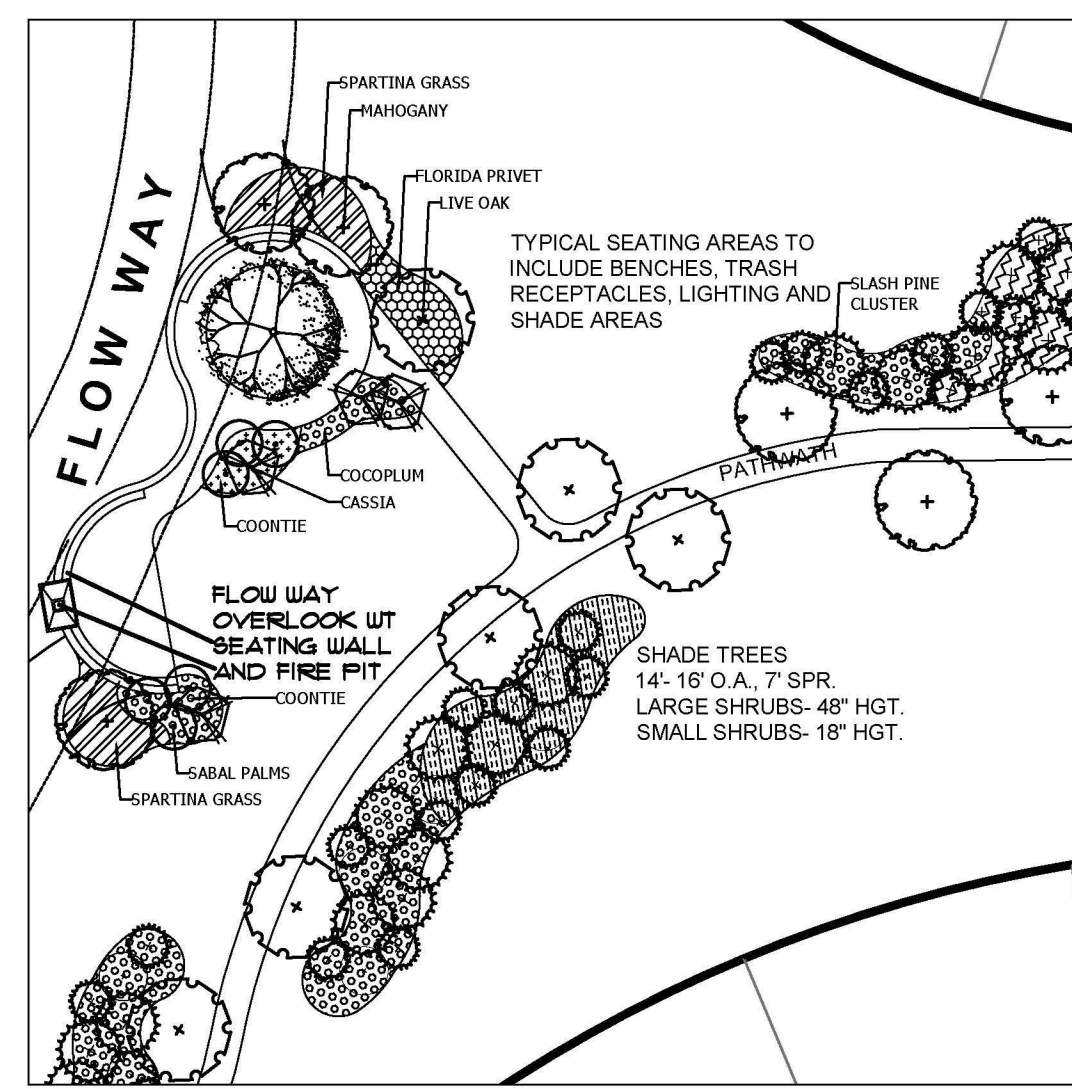 SPARTINA GRASS
MAHOGANY
FLORIDA PRIVET
LIVE OAK
FLOW WAY
TYPICAL SEATING AREAS TO
INCLUDE BENCHES, TRASH
RECEPTACLES, LIGHTING AND
SHADE AREAS
SLASH PINE
CLUSTER
PATHWATH
COCOPLUM
CASSIA
COONTIE
FLOW WAY
OVERLOOK WT
SEATING WALL
AND FIRE PIT
COONTIE
SABAL PALMS
SPARTINA GRASS
SHADE TREES
14'- 16' O.A., 7' SPR.
LARGE SHRUBS- 48" HGT.
SMALL SHRUBS- 18" HGT.